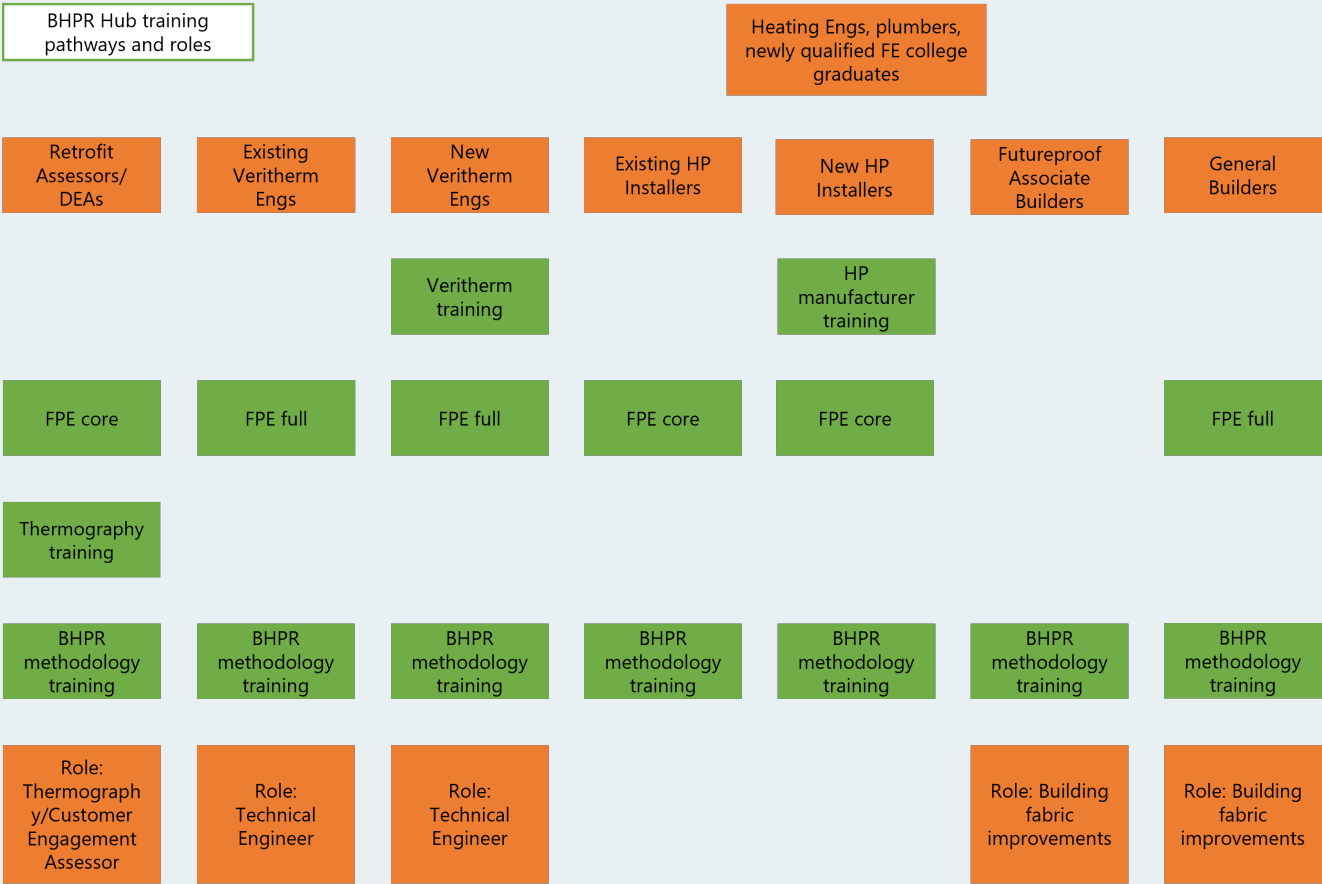 BHPR Hub training
pathways and roles
Heating Engs, plumbers,
newly qualified FE college
graduates
Retrofit
Assessors/
DEAs
Existing
Veritherm
Engs
New
Veritherm
Engs
Existing HP
Installers
New HP
Installers
Futureproof
Associate
Builders
General
Builders
Veritherm
training
HP
manufacturer
training
FPE core
FPE full
FPE full
FPE core
FPE core
FPE full
Thermography
training
BHPR
methodology
training
BHPR
methodology
training
BHPR
methodology
training
BHPR
methodology
training
BHPR
methodology
training
BHPR
methodology
training
BHPR
methodology
training
Role:
Thermograph
y/Customer
Engagement
Assessor
Role:
Technical
Engineer
Role:
Technical
Engineer
Role: Building
fabric
improvements
Role: Building
fabric
improvements